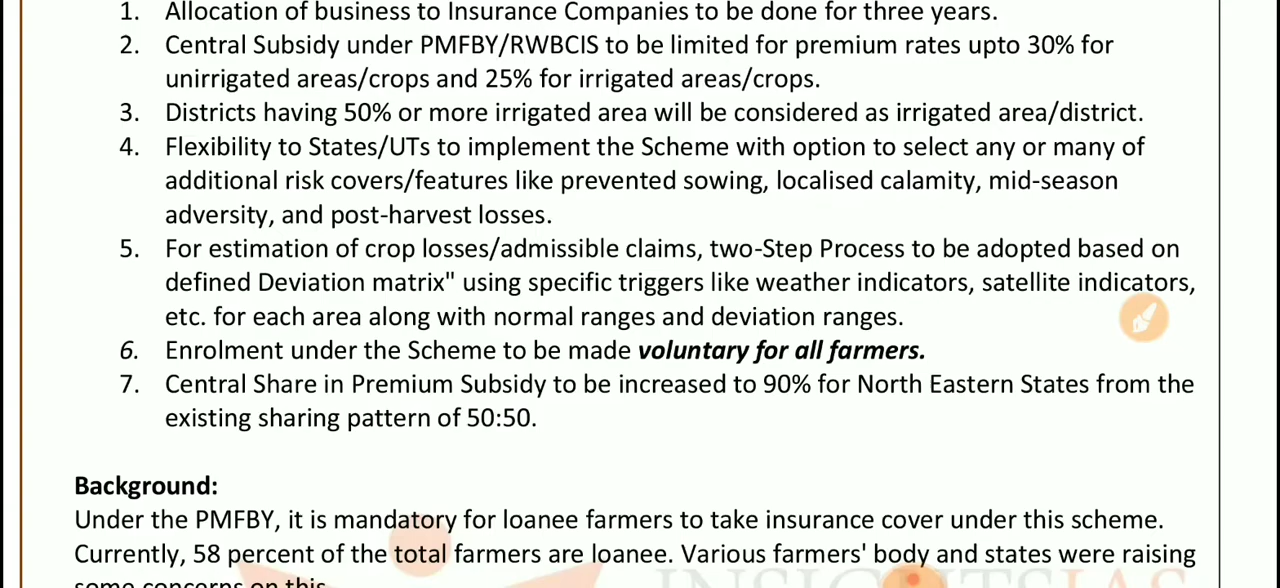 1. Allocation of business to Insurance Companies to be done for three years.
2. Central Subsidy under PMFBY/RWBCIS to be limited for premium rates upto 30% for
unirrigated areas/crops and 25% for irrigated areas/crops.
3. Districts having 50% or more irrigated area will be considered as irrigated area/district.
4. Flexibility to States/UTs to implement the Scheme with option to select any or many of
additional risk covers/features like prevented sowing, localised calamity, mid-season
adversity, and post-harvest losses.
5. For estimation of crop losses/admissible claims, two-Step Process to be adopted based on
defined Deviation matrix" using specific triggers like weather indicators, satellite indicators,
etc. for each area along with normal ranges and deviation ranges.
6. Enrolment under the Scheme to be made voluntary for all farmers.
7. Central Share in Premium Subsidy to be increased to 90% for North Eastern States from the
existing sharing pattern of 50:50.
Background:
Under the PMFBY, it is mandatory for loanee farmers to take insurance cover under this scheme.
Currently, 58 percent of the total farmers are loanee. Various farmers' body and states were raising
some concerns on this.
INSIGHTSIAS